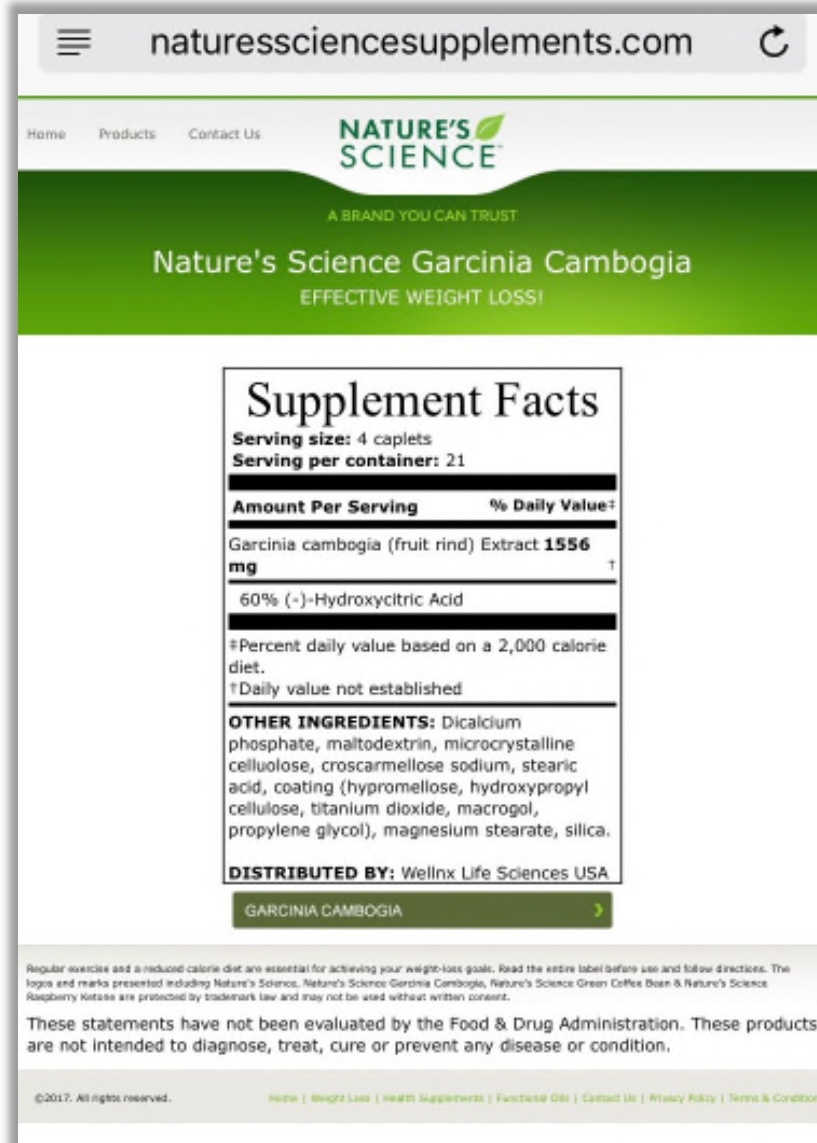 naturessciencesupplements.com
Home Products Contact Us
NATURE'S
SCIENCE™
A BRAND YOU CAN TRUST
Nature's Science Garcinia Cambogia
EFFECTIVE WEIGHT LOSS!
Supplement Facts
Serving size: 4 caplets
Serving per container: 21
Amount Per Serving % Daily Value‡
Garcinia cambogia (fruit rind) Extract 1556
mg †
60% (-)-Hydroxycitric Acid
‡Percent daily value based on a 2,000 calorie
diet.
†Daily value not established
OTHER INGREDIENTS: Dicalcium
phosphate, maltodextrin, microcrystalline
celluolose, croscarmellose sodium, stearic
acid, coating (hypromellose, hydroxypropyl
cellulose, titanium dioxide, macrogol,
propylene glycol), magnesium stearate, silica.
DISTRIBUTED BY: Wellnx Life Sciences USA
GARCINIA CAMBOGIA
Regular exercise and a reduced calorie diet are essential for achieving your weight-loss goals. Read the entire label before use and follow directions. The
logos and marks presented including Nature's Science, Nature's Science Garcinia Cambogia, Nature's Science Green Coffee Bean & Nature's Science
Raspberry Ketone are protected by trademark law and may not be used without written consent.
These statements have not been evaluated by the Food & Drug Administration. These products
are not intended to diagnose, treat, cure or prevent any disease or condition.
©2017. All rights reserved. Home | Weight Loss | Health Supplements | Functional Oils | Contact Us | Privacy Policy | Terms & Condition